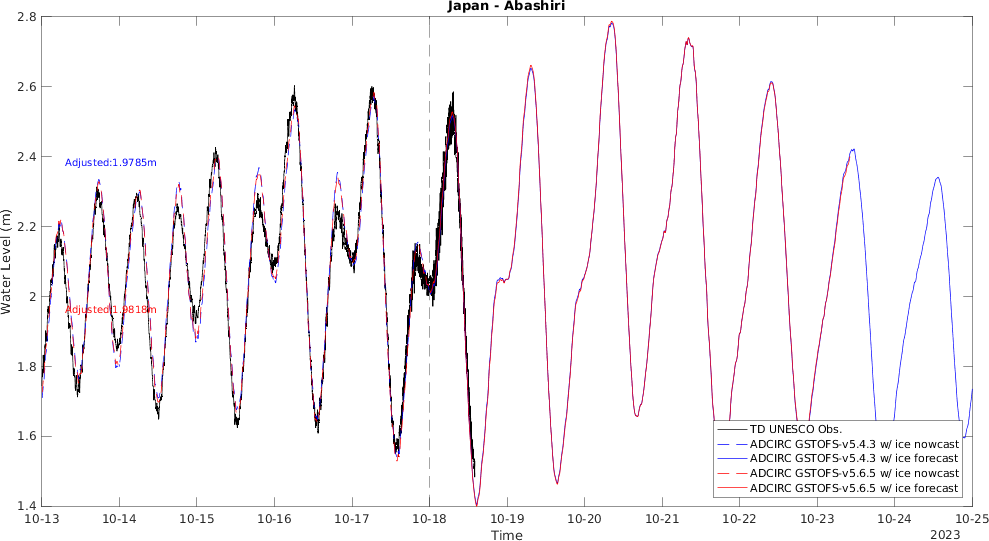 Japan - Abashiri
2.8
2.6
2.4
2.2
2
1.8
1.6
1.4
Water Level (m)
Adjusted:1.9785m
Adjusted:1.9818m
TD UNESCO Obs.
ADCIRC GSTOFS-v5.4.3 w/ ice nowcast
ADCIRC GSTOFS-v5.4.3 w/ ice forecast
ADCIRC GSTOFS-v5.6.5 w/ ice nowcast
ADCIRC GSTOFS-v5.6.5 w/ ice forecast
10-13 10-14 10-15 10-16 10-17 10-18 10-19 10-20 10-21 10-22 10-23 10-24 10-25
Time
2023